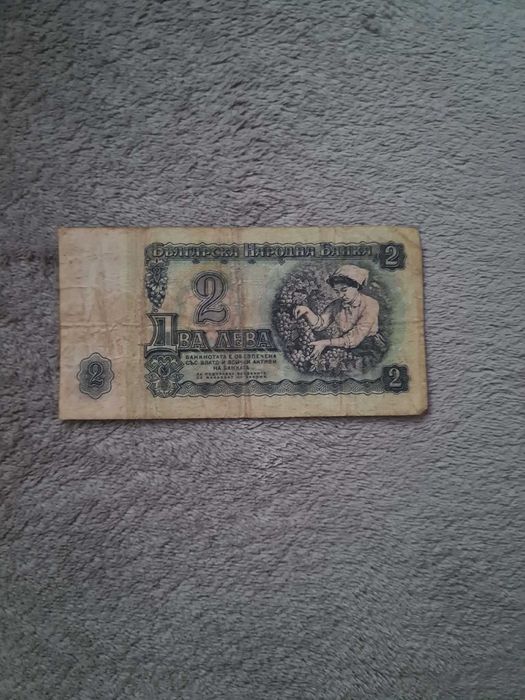 Българска Народна Банка
2
2
Два лева
БАНКНОТАТА Е ОБЕЗПЕЧЕНА
СЪС ЗЛАТО И ВСИЧКИ АКТИВИ
НА БАНКАТА
2
2